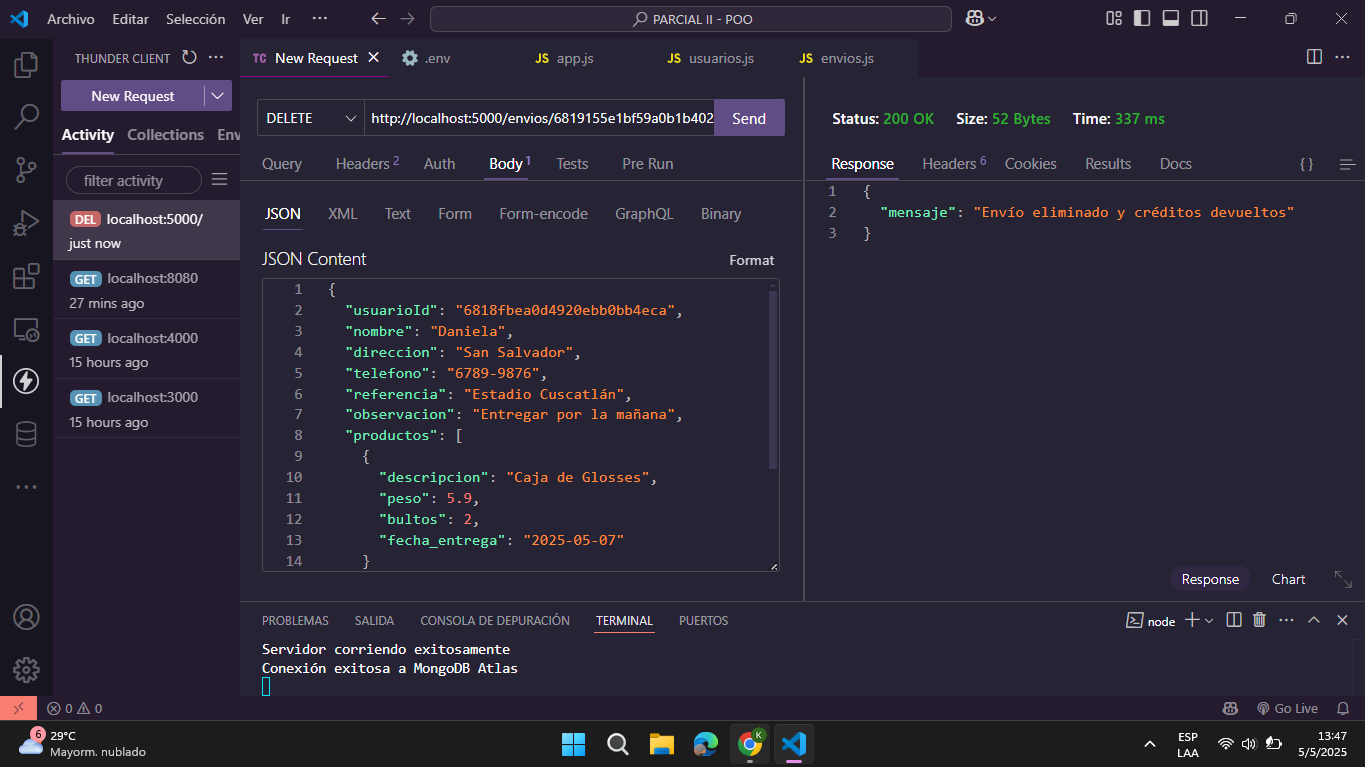 Archivo Editar Selección Ver Ir ··· PARCIAL II - POO
THUNDER CLIENT ···
New Request
Activity Collections Env
filter activity
DEL localhost:5000/
just now
GET localhost:8080
27 mins ago
GET localhost:4000
15 hours ago
GET localhost:3000
15 hours ago
TC New Request .env JS app.js JS usuarios.js JS envios.js
DELETE http://localhost:5000/envios/6819155e1bf59a0b1b402 Send
Query Headers 2 Auth Body 1 Tests Pre Run
JSON XML Text Form Form-encode GraphQL Binary
JSON Content Format
1 {
2 "usuarioId": "6818fbea0d4920ebb0bb4eca",
3 "nombre": "Daniela",
4 "direccion": "San Salvador",
5 "telefono": "6789-9876",
6 "referencia": "Estadio Cuscatlán",
7 "observacion": "Entregar por la mañana",
8 "productos": [
9 {
10 "descripcion": "Caja de Glosses",
11 "peso": 5.9,
12 "bultos": 2,
13 "fecha_entrega": "2025-05-07"
14 }
Status: 200 OK Size: 52 Bytes Time: 337 ms
Response Headers 6 Cookies Results Docs { }
1 {
2 "mensaje": "Envío eliminado y créditos devueltos"
3 }
Response Chart
PROBLEMAS SALIDA CONSOLA DE DEPURACIÓN TERMINAL PUERTOS node
Servidor corriendo exitosamente
Conexión exitosa a MongoDB Atlas
0 0 Go Live
6 29°C
Mayorm. nublado
K
ESP
LAA
13:47
5/5/2025